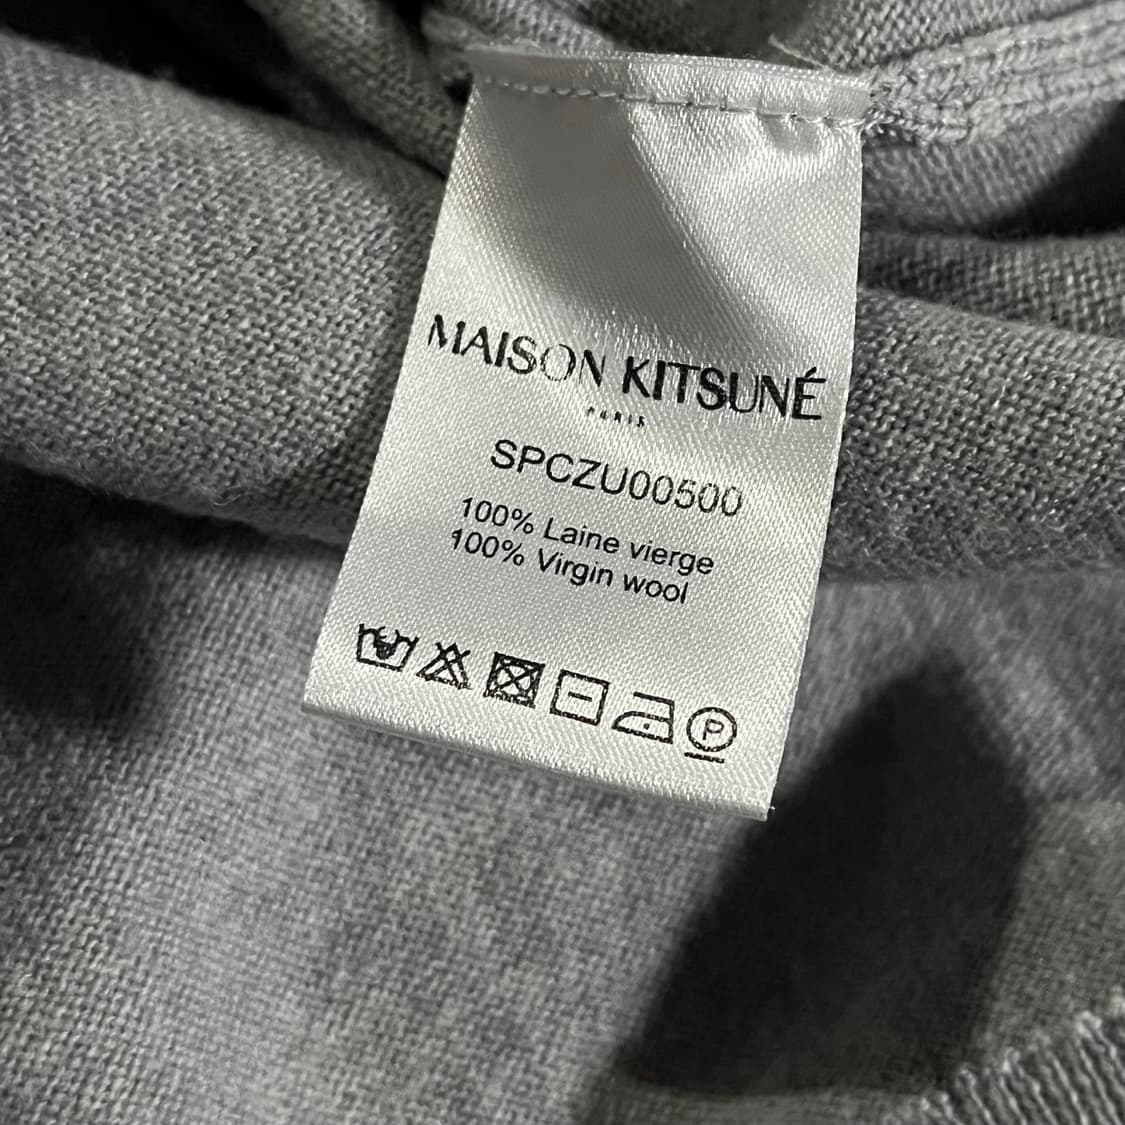 MAISON KITSUNÉ
PARIS
SPCZU00500
100% Laine vierge
100% Virgin wool
P